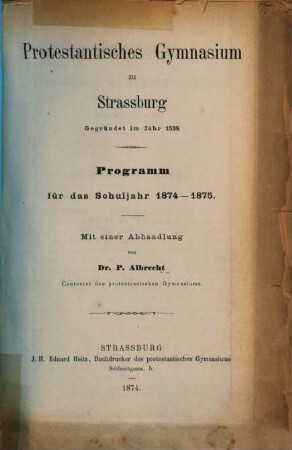 Protestantisches Gymnasium
zu
Strassburg
Gegründet im Jahr 1538.
Programm
für das Schuljahr 1874—1875.
Mit einer Abhandlung
von
Dr. P. Albrecht
Conrector des protestantischen Gymnasiums.
STRASSBURG
J. H. Eduard Heitz, Buchdrucker des protestantischen Gymnasiums
Schlauchgasse, 5.
1874.